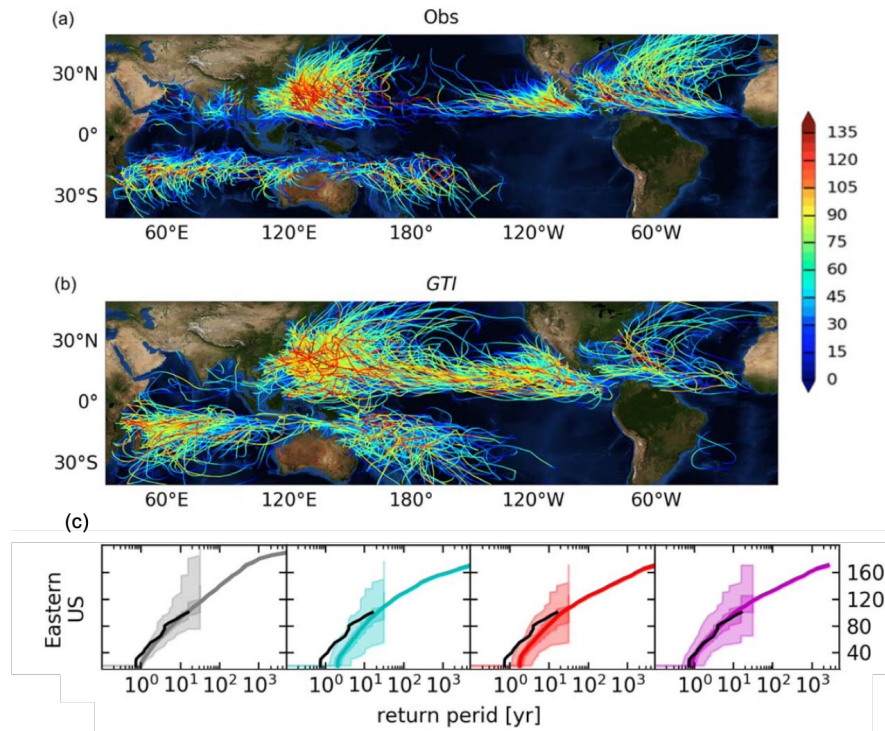 (a)
Obs
30°N
0°
30°S
60°E 120°E 180° 120°W 60°W
(b)
GTI
30°N
0°
30°S
60°E 120°E 180° 120°W 60°W
135
120
105
90
75
60
45
30
15
0
(c)
Eastern
US
160
120
80
40
10⁰ 10¹ 10² 10³ 10⁰ 10¹ 10² 10³ 10⁰ 10¹ 10² 10³ 10⁰ 10¹ 10² 10³
return perid [yr]